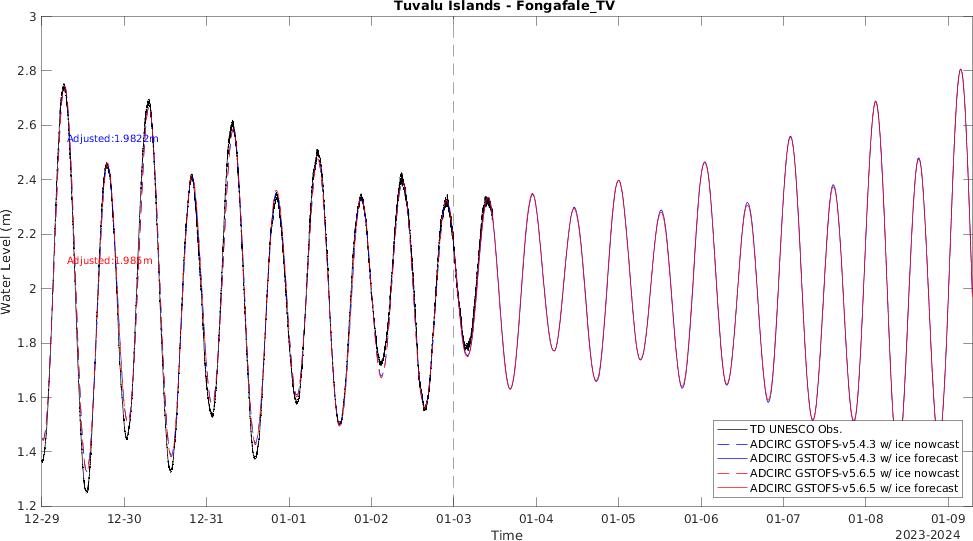 Tuvalu Islands - Fongafale_TV
3
2.8
2.6
2.4
2.2
2
1.8
1.6
1.4
1.2
Water Level (m)
Adjusted:1.9822m
Adjusted:1.985m
TD UNESCO Obs.
ADCIRC GSTOFS-v5.4.3 w/ ice nowcast
ADCIRC GSTOFS-v5.4.3 w/ ice forecast
ADCIRC GSTOFS-v5.6.5 w/ ice nowcast
ADCIRC GSTOFS-v5.6.5 w/ ice forecast
12-29 12-30 12-31 01-01 01-02 01-03 01-04 01-05 01-06 01-07 01-08 01-09
Time
2023-2024